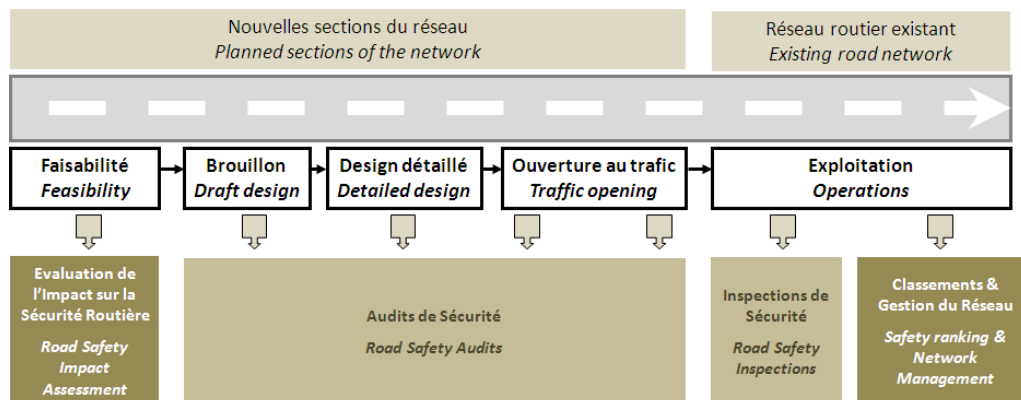 Nouvelles sections du réseau
Planned sections of the network
Réseau routier existant
Existing road network
Faisabilité
Feasibility
Brouillon
Draft design
Design détaillé
Detailed design
Ouverture au trafic
Traffic opening
Exploitation
Operations
Evaluation de
l'Impact sur la
Sécurité Routière
Road Safety
Impact
Assessment
Audits de Sécurité
Road Safety Audits
Inspections de
Sécurité
Road Safety
Inspections
Classements &
Gestion du Réseau
Safety ranking &
Network
Management